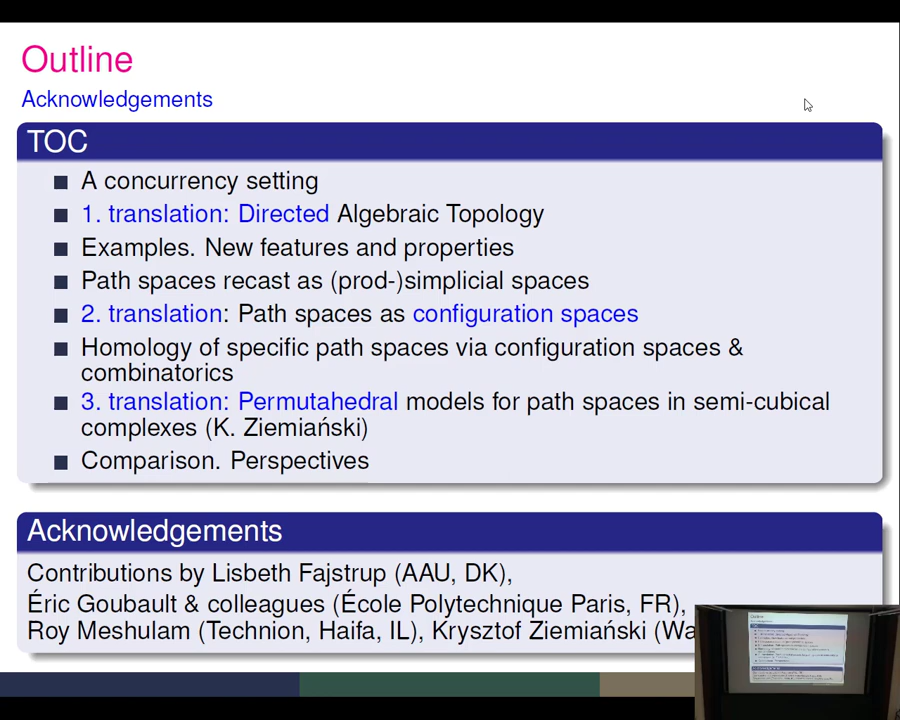 Outline
Acknowledgements
TOC
A concurrency setting
1. translation: Directed Algebraic Topology
Examples. New features and properties
Path spaces recast as (prod-)simplicial spaces
2. translation: Path spaces as configuration spaces
Homology of specific path spaces via configuration spaces &
combinatorics
3. translation: Permutahedral models for path spaces in semi-cubical
complexes (K. Ziemiański)
Comparison. Perspectives
Acknowledgements
Contributions by Lisbeth Fajstrup (AAU, DK),
Éric Goubault & colleagues (École Polytechnique Paris, FR),
Roy Meshulam (Technion, Haifa, IL), Krysztof Ziemiański